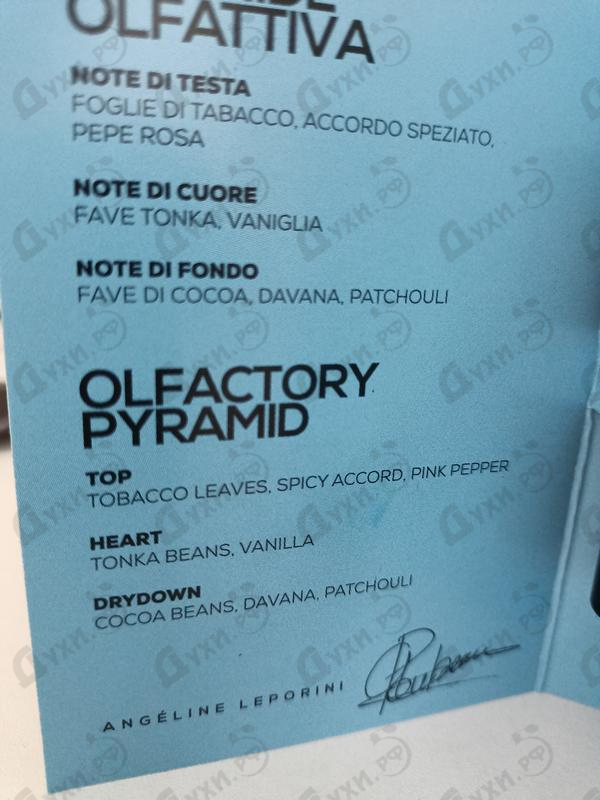 OLFATTIVA
NOTE DI TESTA
FOGLIE DI TABACCO, ACCORDO SPEZIATO,
PEPE ROSA
NOTE DI CUORE
FAVE TONKA, VANIGLIA
NOTE DI FONDO
FAVE DI COCOA, DAVANA, PATCHOULI
OLFACTORY
PYRAMID
TOP
TOBACCO LEAVES, SPICY ACCORD, PINK PEPPER
HEART
TONKA BEANS, VANILLA
DRYDOWN
COCOA BEANS, DAVANA, PATCHOULI
ANGÉLINE LEPORINI
Духи.РФ